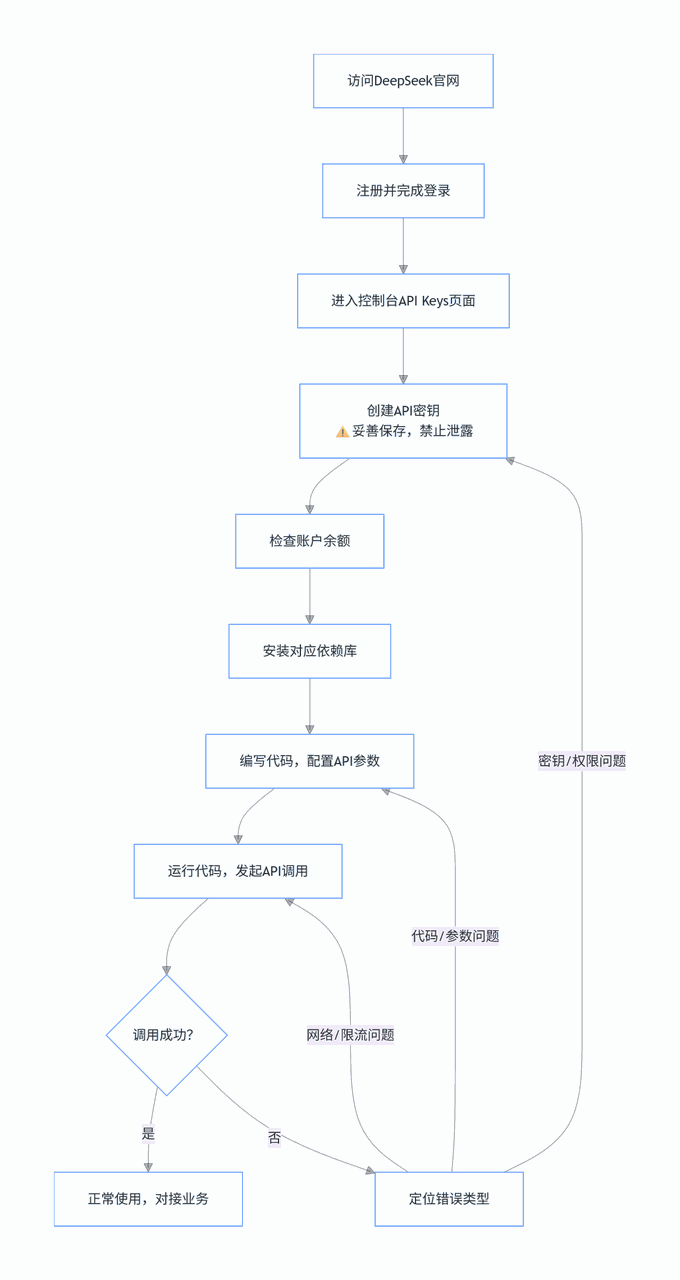 访问DeepSeek官网
注册并完成登录
进入控制台API Keys页面
创建API密钥
⚠️ 妥善保存，禁止泄露
检查账户余额
安装对应依赖库
编写代码，配置API参数
密钥/权限问题
运行代码，发起API调用
代码/参数问题
调用成功？
网络/限流问题
是
否
正常使用，对接业务
定位错误类型